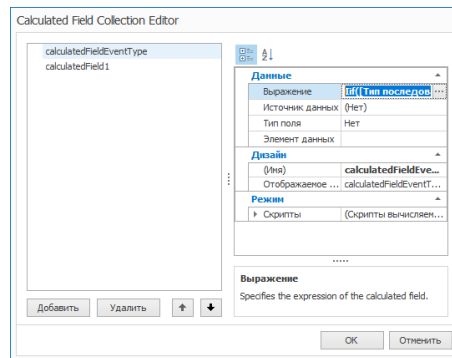 Calculated Field Collection Editor
calculatedFieldEventType
calculatedField1
Данные
Выражение Iif([Тип последов ...
Источник данных (Нет)
Тип поля Нет
Элемент данных
Дизайн
(Имя) calculatedFieldEve...
Отображаемое ... calculatedFieldEventT...
Режим
Скрипты (Скрипты вычисляем...
Выражение
Specifies the expression of the calculated field.
Добавить Удалить
OK Отменить